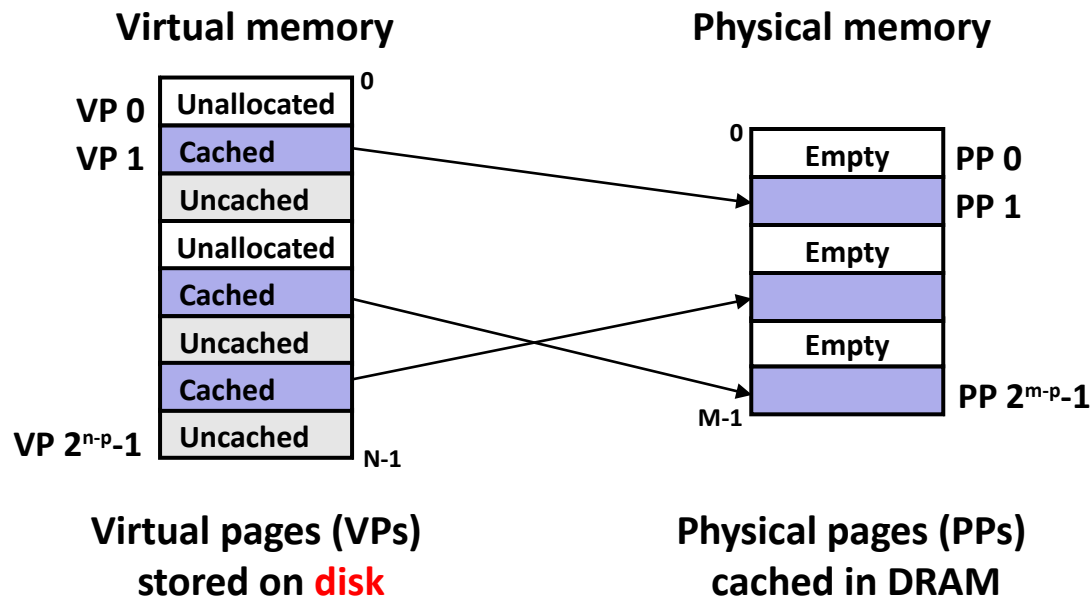 Virtual memory
Physical memory
0
VP 0
Unallocated
VP 1
Cached
Uncached
Unallocated
Cached
Uncached
Cached
VP 2ⁿ⁻ᵖ-1
Uncached
N-1
0
Empty
PP 0
PP 1
Empty
Empty
PP 2ᵐ⁻ᵖ-1
M-1
Virtual pages (VPs)
stored on disk
Physical pages (PPs)
cached in DRAM